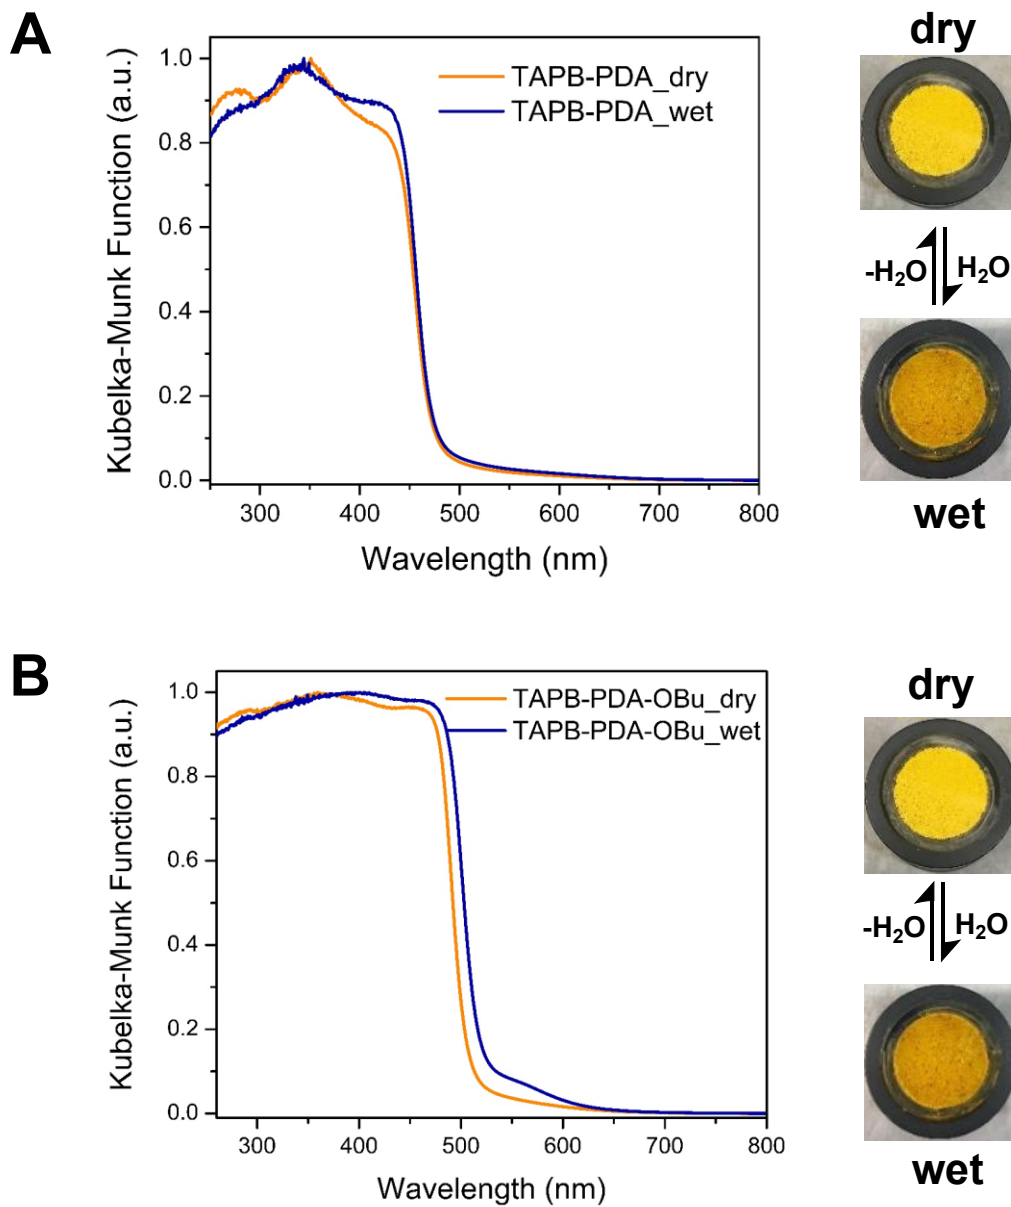 A
Kubelka-Munk Function (a.u.)
1.0
0.8
0.6
0.4
0.2
0.0
TAPB-PDA_dry
TAPB-PDA_wet
300 400 500 600 700 800
Wavelength (nm)
dry
-H₂O H₂O
wet
B
Kubelka-Munk Function (a.u.)
1.0
0.8
0.6
0.4
0.2
0.0
TAPB-PDA-OBu_dry
TAPB-PDA-OBu_wet
300 400 500 600 700 800
Wavelength (nm)
dry
-H₂O H₂O
wet